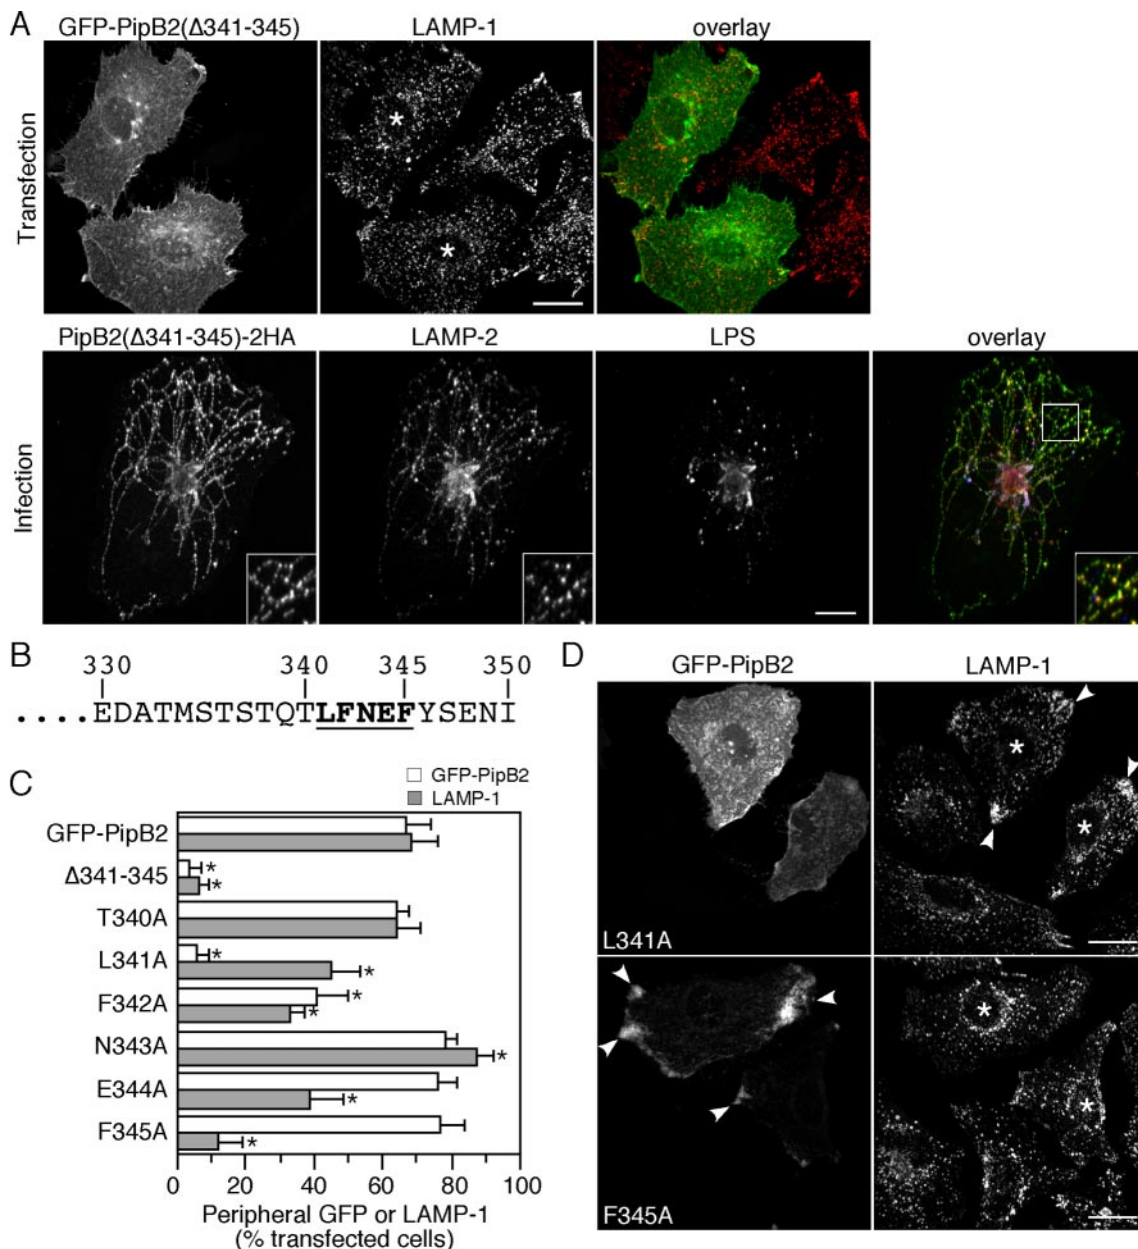 A
GFP-PipB2(Δ341-345) LAMP-1 overlay
Transfection
* *
PipB2(Δ341-345)-2HA LAMP-2 LPS overlay
Infection
B
330 340 345 350
....EDATMSTSTQTLFNEFYSENI
C
GFP-PipB2
LAMP-1
GFP-PipB2
Δ341-345 * *
T340A
L341A * *
F342A * *
N343A *
E344A *
F345A *
0 20 40 60 80 100
Peripheral GFP or LAMP-1
(% transfected cells)
D
GFP-PipB2 LAMP-1
* *
L341A
* *
F345A